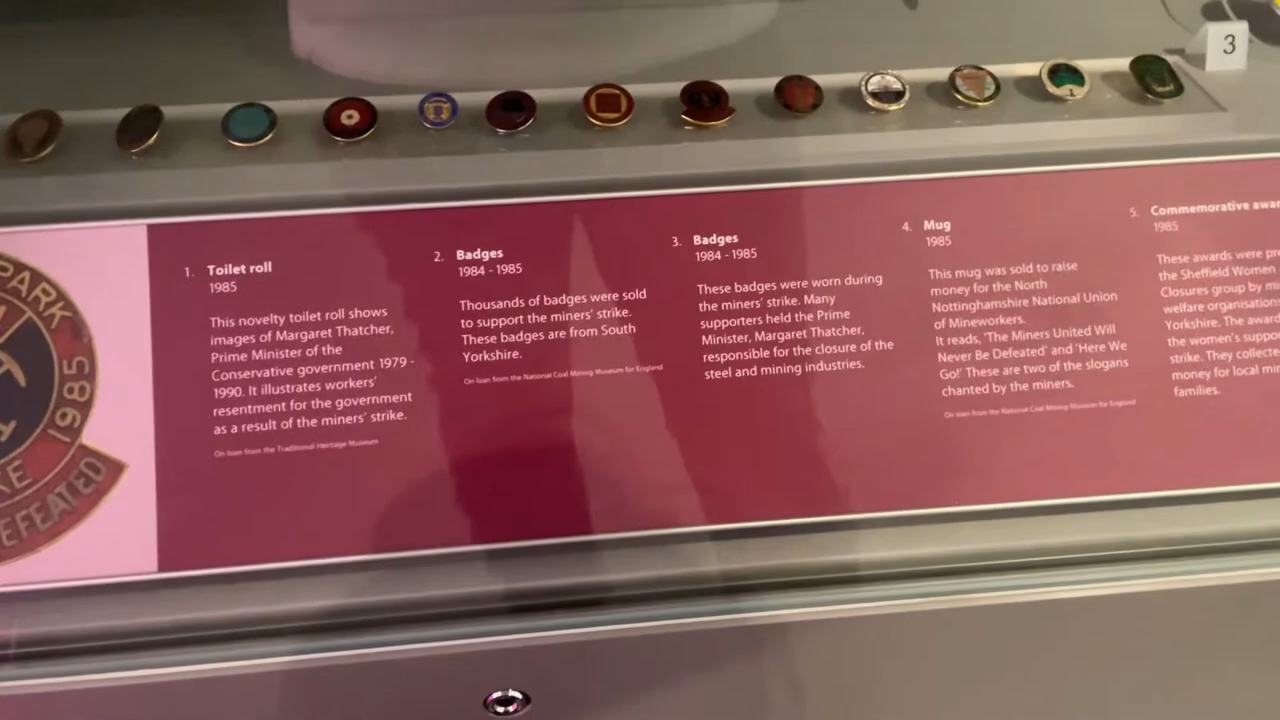 3
PARK
1985
KE
DEFEATED
1. Toilet roll
1985
This novelty toilet roll shows
images of Margaret Thatcher,
Prime Minister of the
Conservative government 1979 -
1990. It illustrates workers'
resentment for the government
as a result of the miners' strike.
On loan from the Traditional Heritage Museum
2. Badges
1984 - 1985
Thousands of badges were sold
to support the miners' strike.
These badges are from South
Yorkshire.
On loan from the National Coal Mining Museum for England
3. Badges
1984 - 1985
These badges were worn during
the miners' strike. Many
supporters held the Prime
Minister, Margaret Thatcher,
responsible for the closure of the
steel and mining industries.
4. Mug
1985
This mug was sold to raise
money for the North
Nottinghamshire National Union
of Mineworkers.
It reads, 'The Miners United Will
Never Be Defeated' and 'Here We
Go!' These are two of the slogans
chanted by the miners.
On loan from the National Coal Mining Museum for England
5. Commemorative awar
1985
These awards were pr
the Sheffield Women
Closures group by mi
welfare organisation
Yorkshire. The award
the women's suppo
strike. They collecte
money for local min
families.